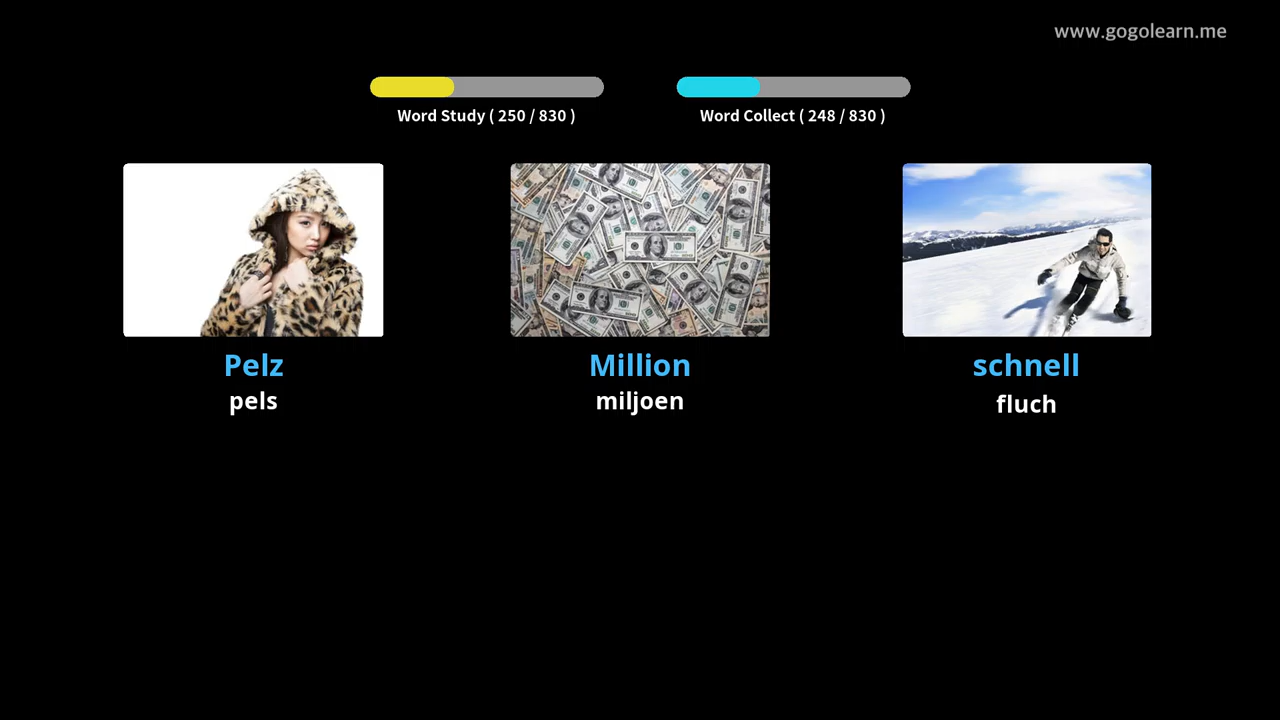 www.gogolearn.me
Word Study ( 250 / 830 )
Word Collect ( 248 / 830 )
Pelz
pels
Million
miljoen
schnell
fluch